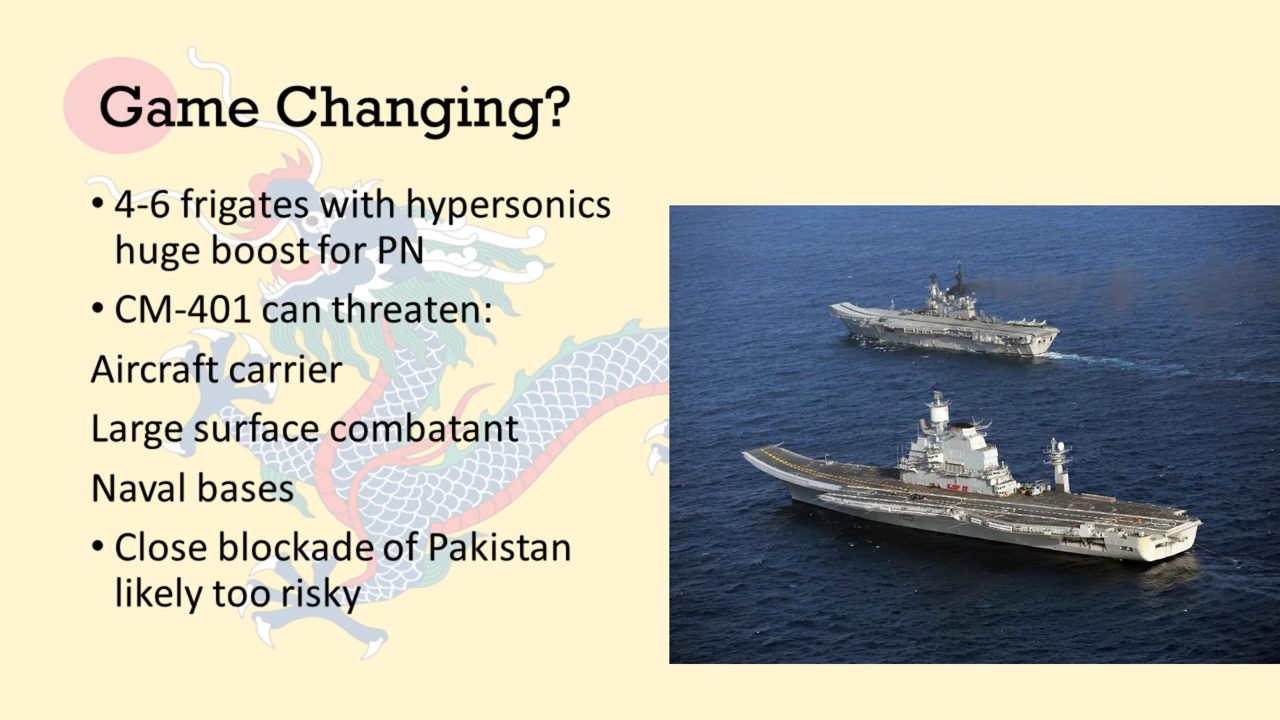 Game Changing?
• 4-6 frigates with hypersonics
huge boost for PN
• CM-401 can threaten:
Aircraft carrier
Large surface combatant
Naval bases
• Close blockade of Pakistan
likely too risky